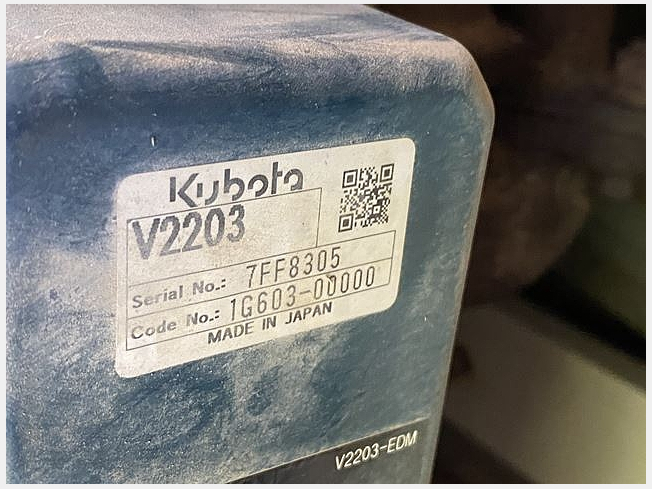 Kubota
V2203
Serial No.: 7FF8305
Code No.: 1G603-00000
MADE IN JAPAN
V2203-EDM